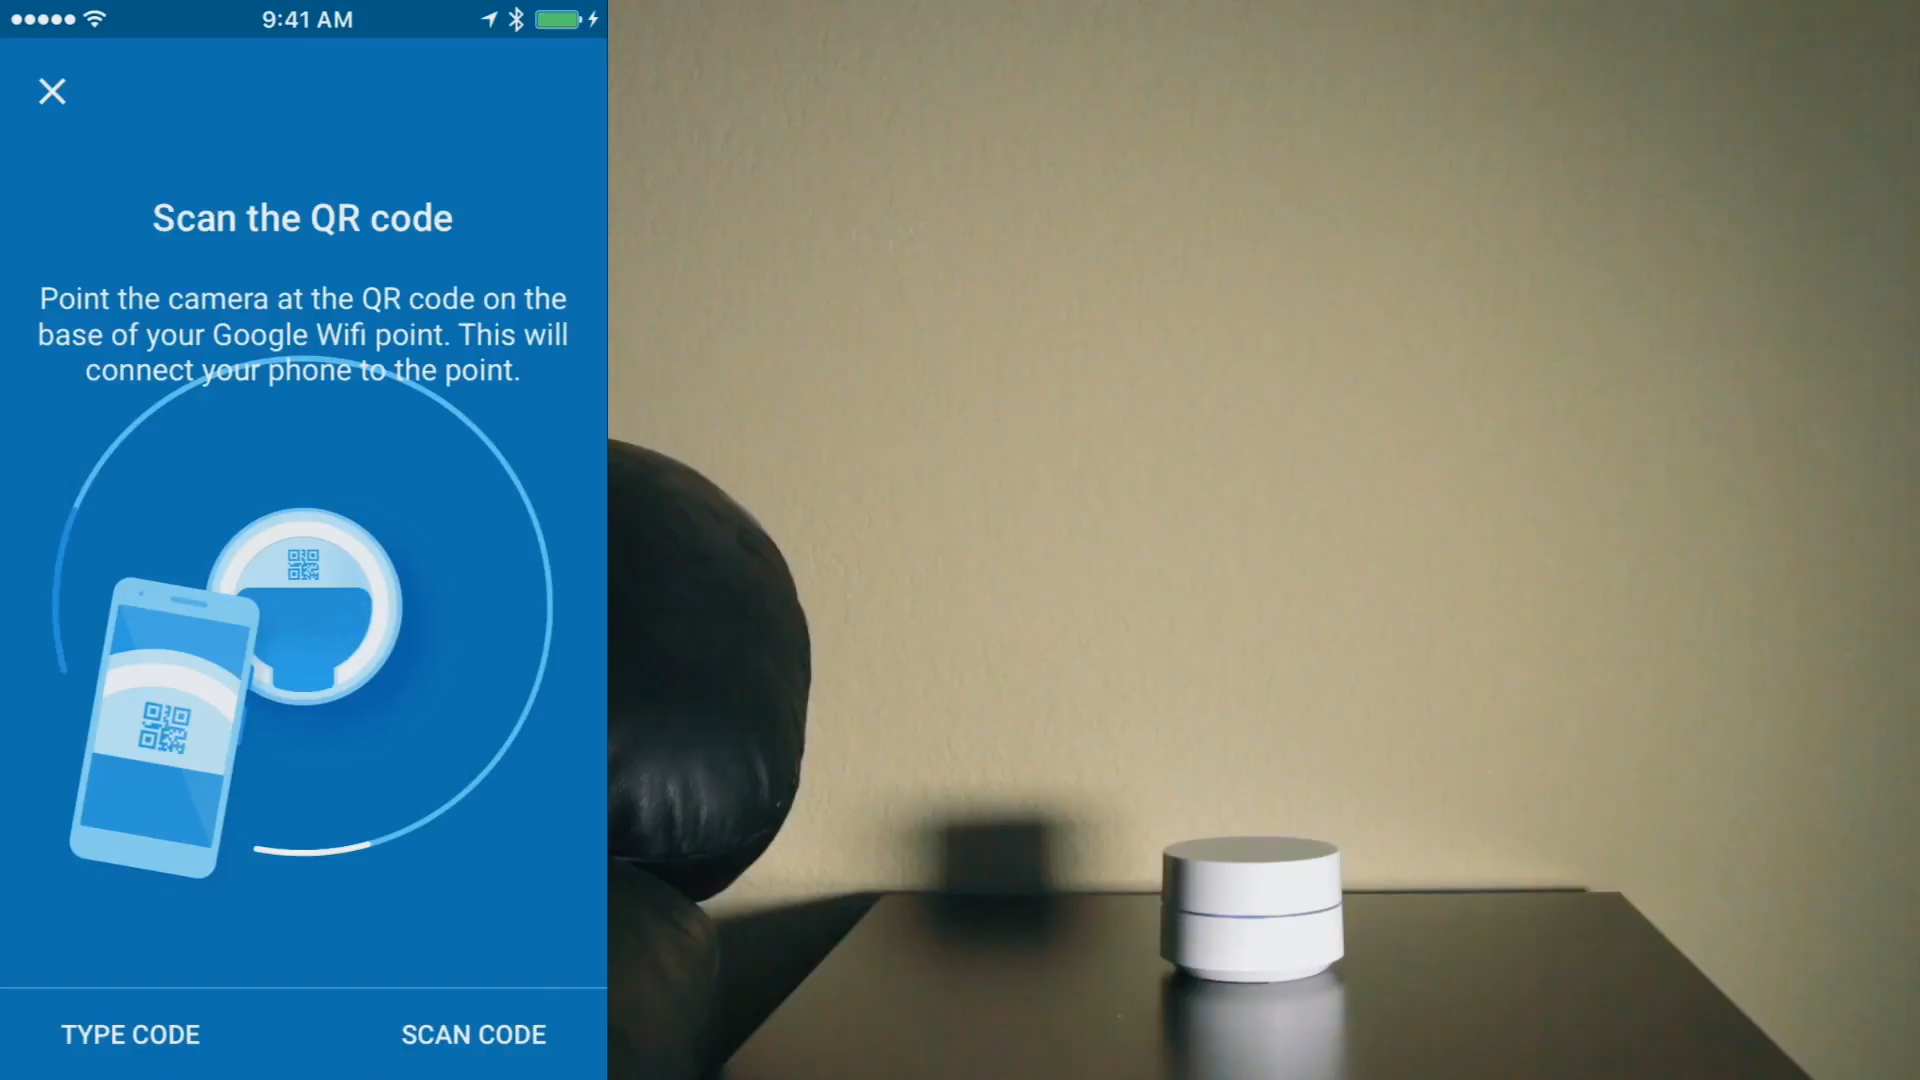 9:41 AM
Scan the QR code
Point the camera at the QR code on the
base of your Google Wifi point. This will
connect your phone to the point.
TYPE CODE
SCAN CODE